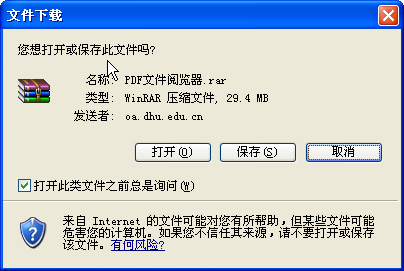 文件下载
您想打开或保存此文件吗?
名称: PDF文件阅览器.rar
类型: WinRAR 压缩文件, 29.4 MB
发送者: oa.dhu.edu.cn
打开(O) 保存(S) 取消
打开此类文件之前总是询问(W)
来自 Internet 的文件可能对您有所帮助，但某些文件可能
危害您的计算机。如果您不信任其来源，请不要打开或保存
该文件。有何风险?